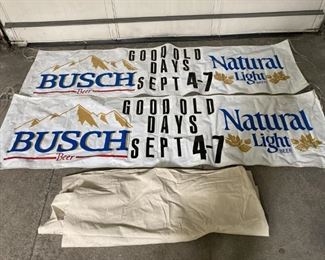 GOOD OLD
DAYS
SEPT 4-7
BUSCH
Beer
Natural
Light
BEER
GOOD OLD
DAYS
SEPT 4-7
BUSCH
Beer
Natural
Light
BEER